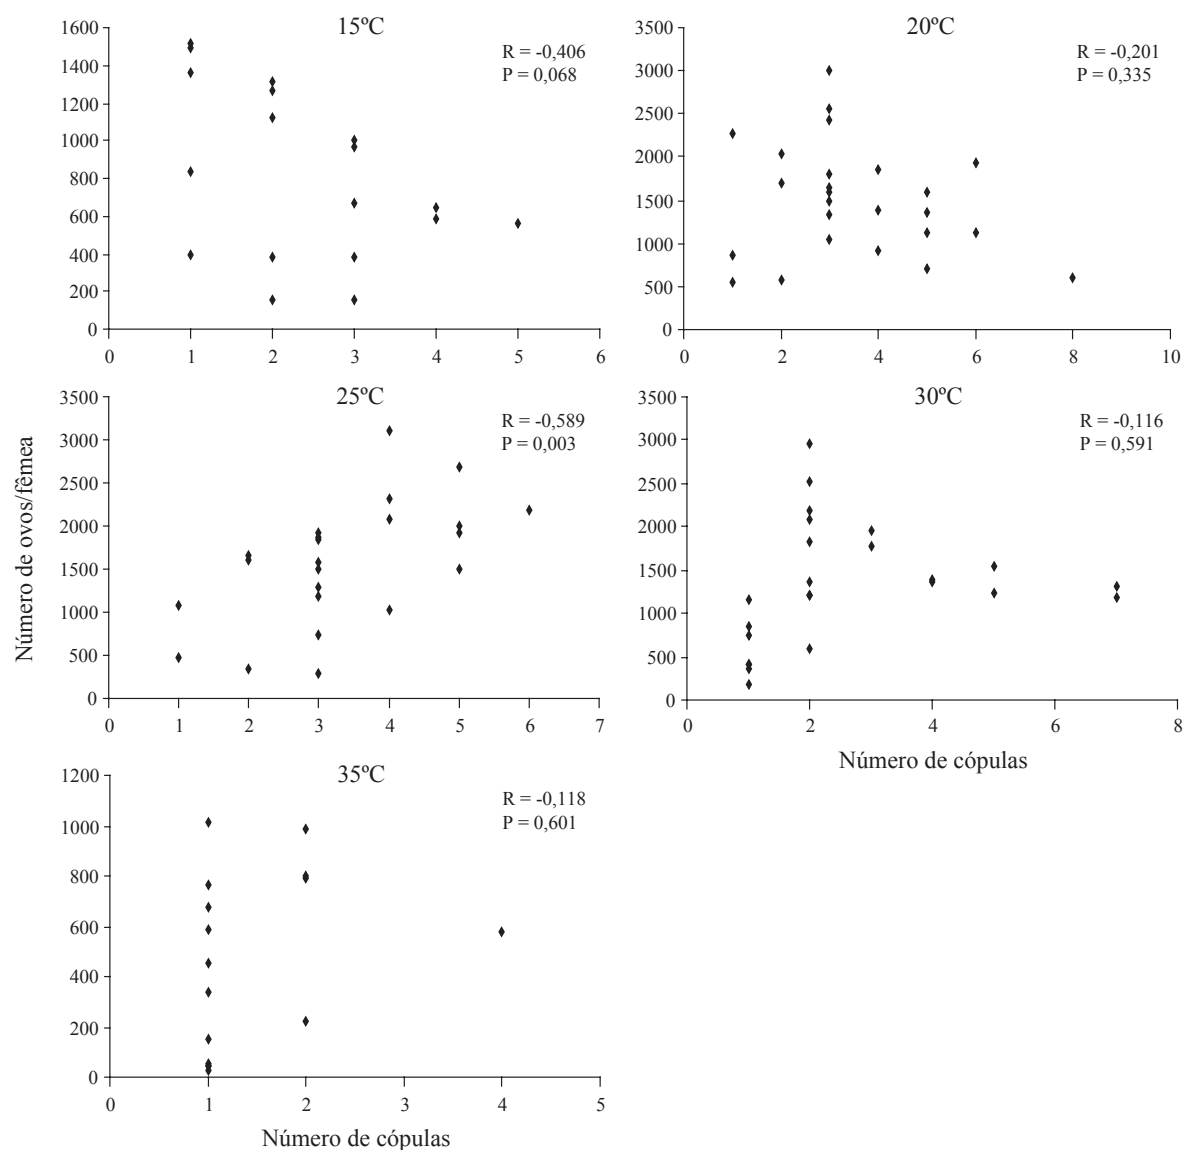 15ºC
R = -0,406
P = 0,068
1600
1400
1200
1000
800
600
400
200
0
0 1 2 3 4 5 6
20ºC
R = -0,201
P = 0,335
3500
3000
2500
2000
1500
1000
500
0
0 2 4 6 8 10
Número de ovos/fêmea
25ºC
R = -0,589
P = 0,003
3500
3000
2500
2000
1500
1000
500
0
0 1 2 3 4 5 6 7
30ºC
R = -0,116
P = 0,591
3500
3000
2500
2000
1500
1000
500
0
0 2 4 6 8
Número de cópulas
35ºC
R = -0,118
P = 0,601
1200
1000
800
600
400
200
0
0 1 2 3 4 5
Número de cópulas